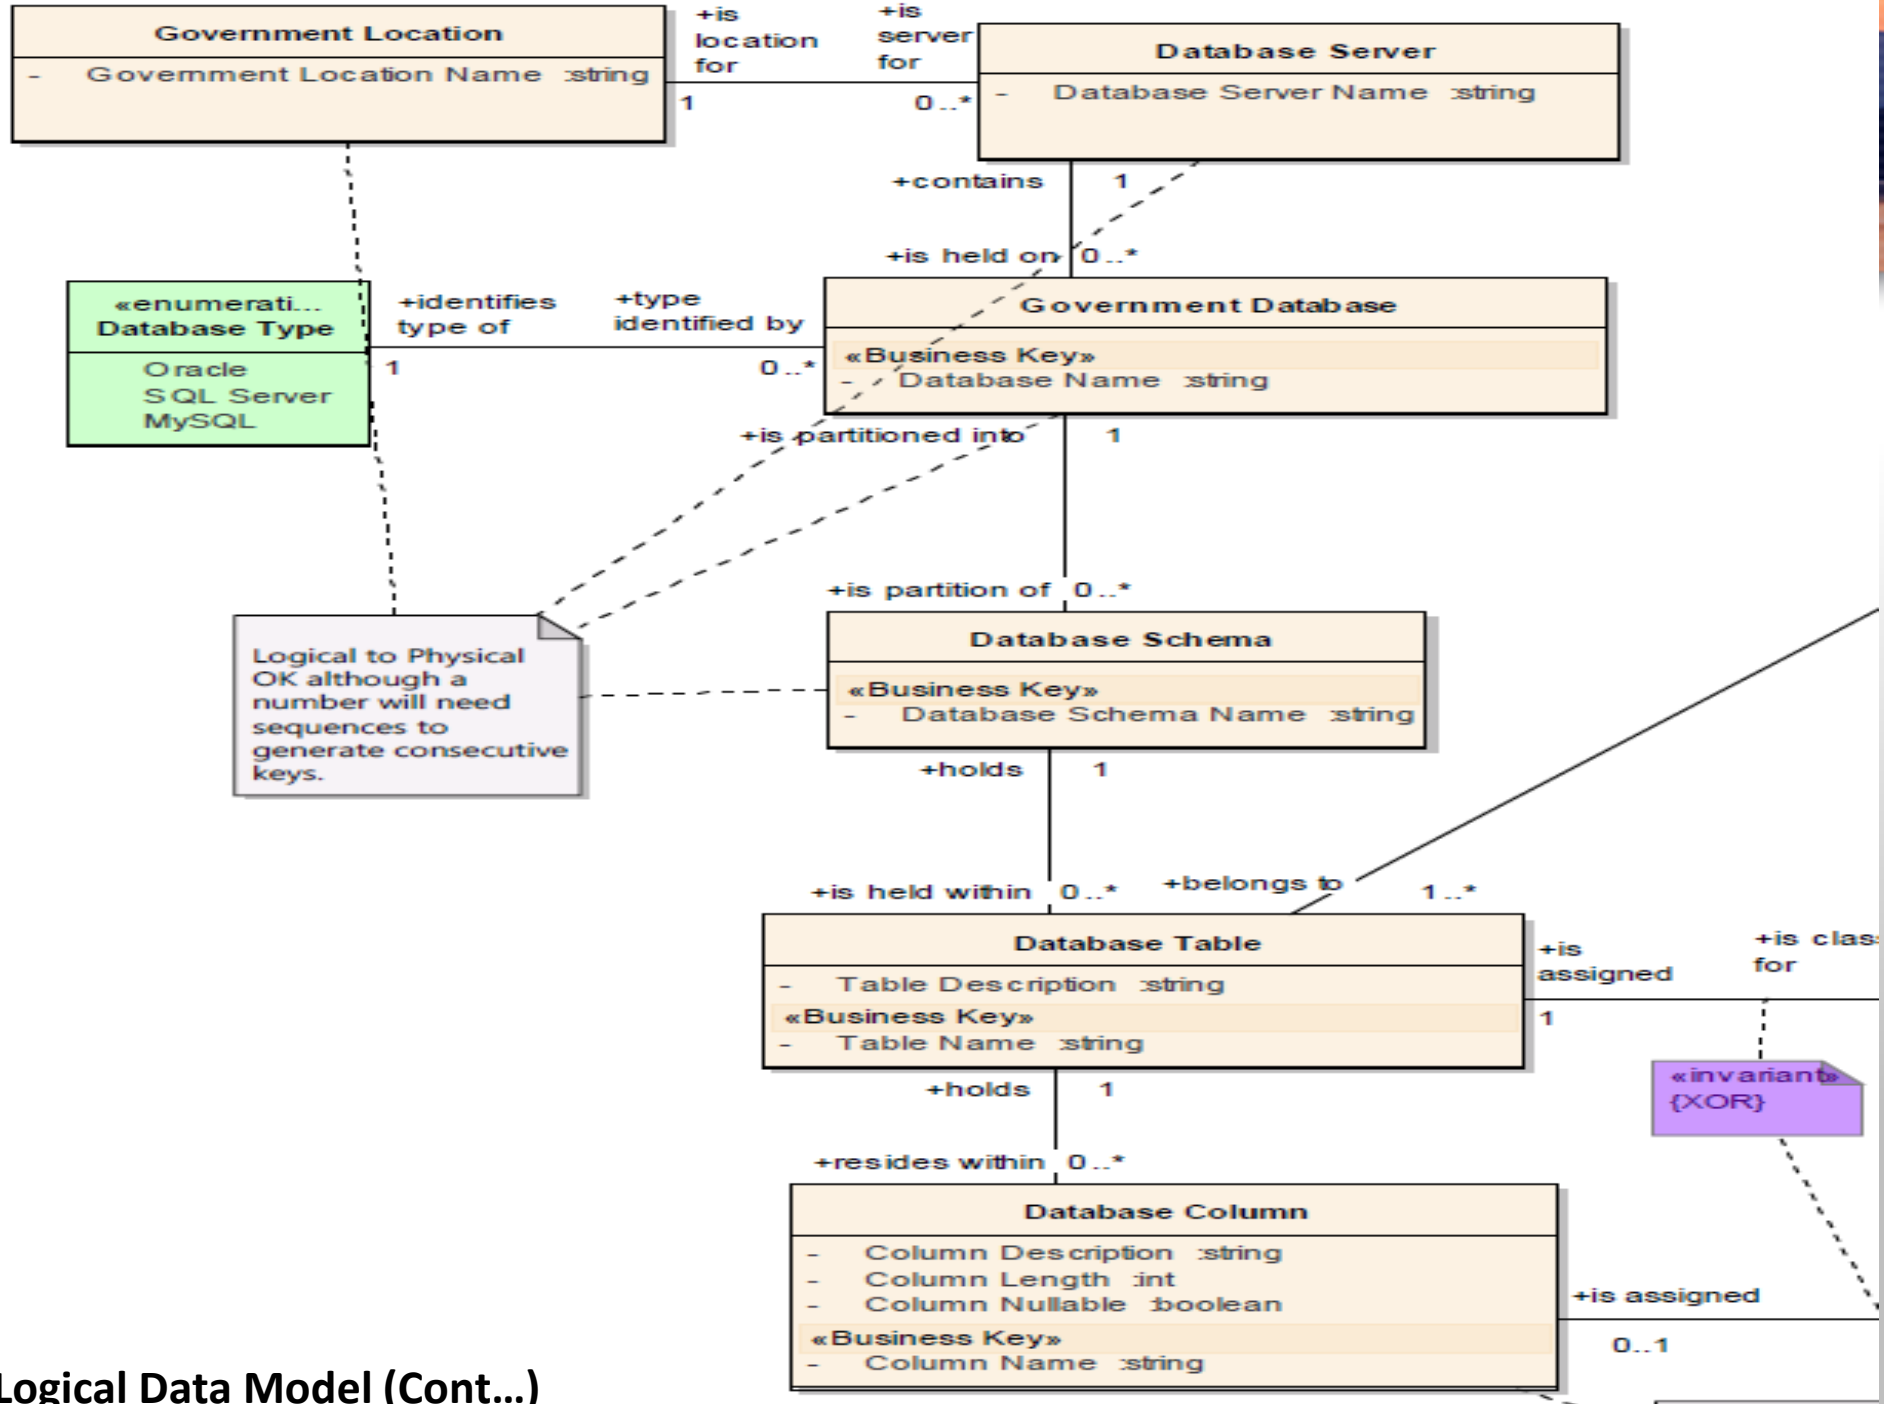 Government Location
- Government Location Name :string
+is
location
for
+is
server
for
1
0..*
Database Server
- Database Server Name :string
+contains
1
+is held on
0..*
«enumerati...
Database Type
Oracle
SQL Server
MySQL
+identifies
type of
+type
identified by
1
0..*
Government Database
«Business Key»
- Database Name :string
+is partitioned into
1
+is partition of
0..*
Logical to Physical
OK although a
number will need
sequences to
generate consecutive
keys.
Database Schema
«Business Key»
- Database Schema Name :string
+holds
1
+is held within
0..*
+belongs to
1..*
Database Table
- Table Description :string
«Business Key»
- Table Name :string
+is
assigned
+is clas
for
1
«invariant»
{XOR}
+holds
1
+resides within
0..*
Database Column
- Column Description :string
- Column Length :int
- Column Nullable :boolean
«Business Key»
- Column Name :string
+is assigned
0..1
Logical Data Model (Cont…)